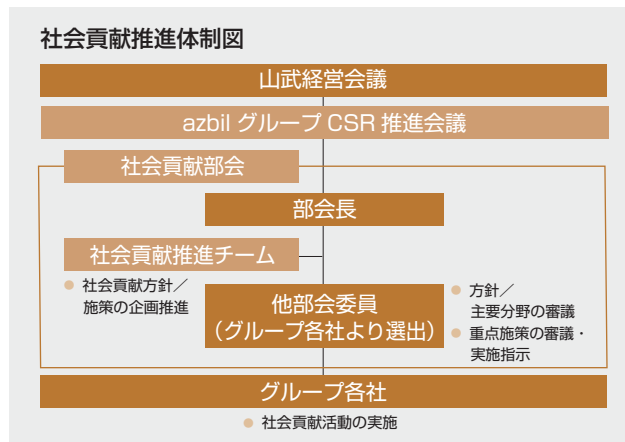 社会貢献推進体制図
山武経営会議
azbil グループ CSR 推進会議
社会貢献部会
部会長
社会貢献推進チーム
● 社会貢献方針／
施策の企画推進
他部会委員
（グループ各社より選出）
● 方針／
主要分野の審議
● 重点施策の審議・
実施指示
グループ各社
● 社会貢献活動の実施